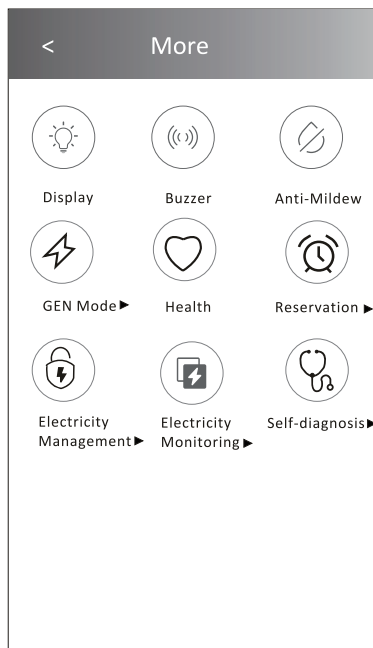 < More
Display Buzzer Anti-Mildew
GEN Mode▶ Health Reservation ▶
Electricity Electricity Self-diagnosis▶
Management▶ Monitoring ▶